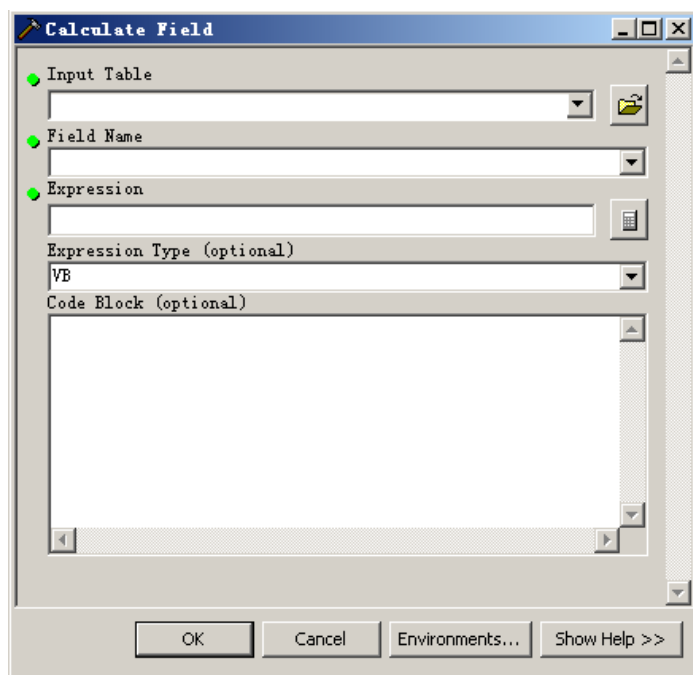 Calculate Field
Input Table
Field Name
Expression
Expression Type (optional)
VB
Code Block (optional)
OK Cancel Environments... Show Help >>